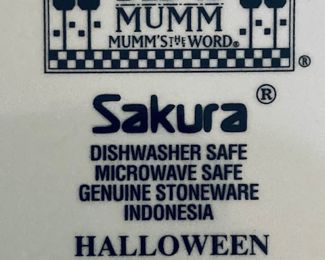 MUMM
MUMM'S THE WORD®
®
Sakura®
DISHWASHER SAFE
MICROWAVE SAFE
GENUINE STONEWARE
INDONESIA
HALLOWEEN